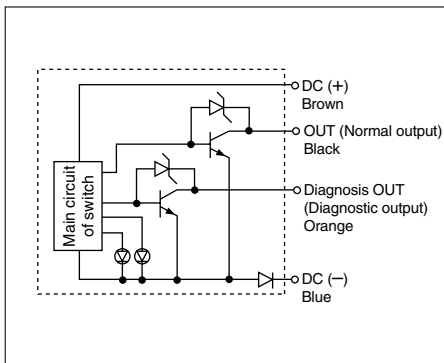 DC (+)
Brown
OUT (Normal output)
Black
Diagnosis OUT
(Diagnostic output)
Orange
Main circuit
of switch
DC (−)
Blue